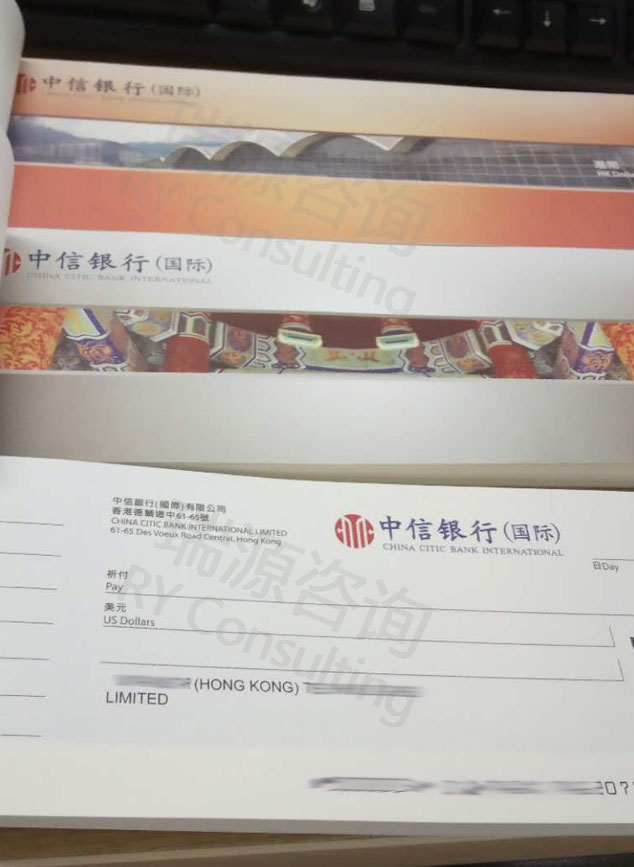 中信银行(国际)
港幣
HK Dollars
瑞源咨询
RY Consulting
中信银行(国际)
CHINA CITIC BANK INTERNATIONAL
中信銀行(國際)有限公司
香港德輔道中61-65號
CHINA CITIC BANK INTERNATIONAL LIMITED
61-65 Des Voeux Road Central, Hong Kong
中信银行(国际)
CHINA CITIC BANK INTERNATIONAL
日Day
祈付
Pay
美元
US Dollars
瑞源咨询
RY Consulting
(HONG KONG)
LIMITED